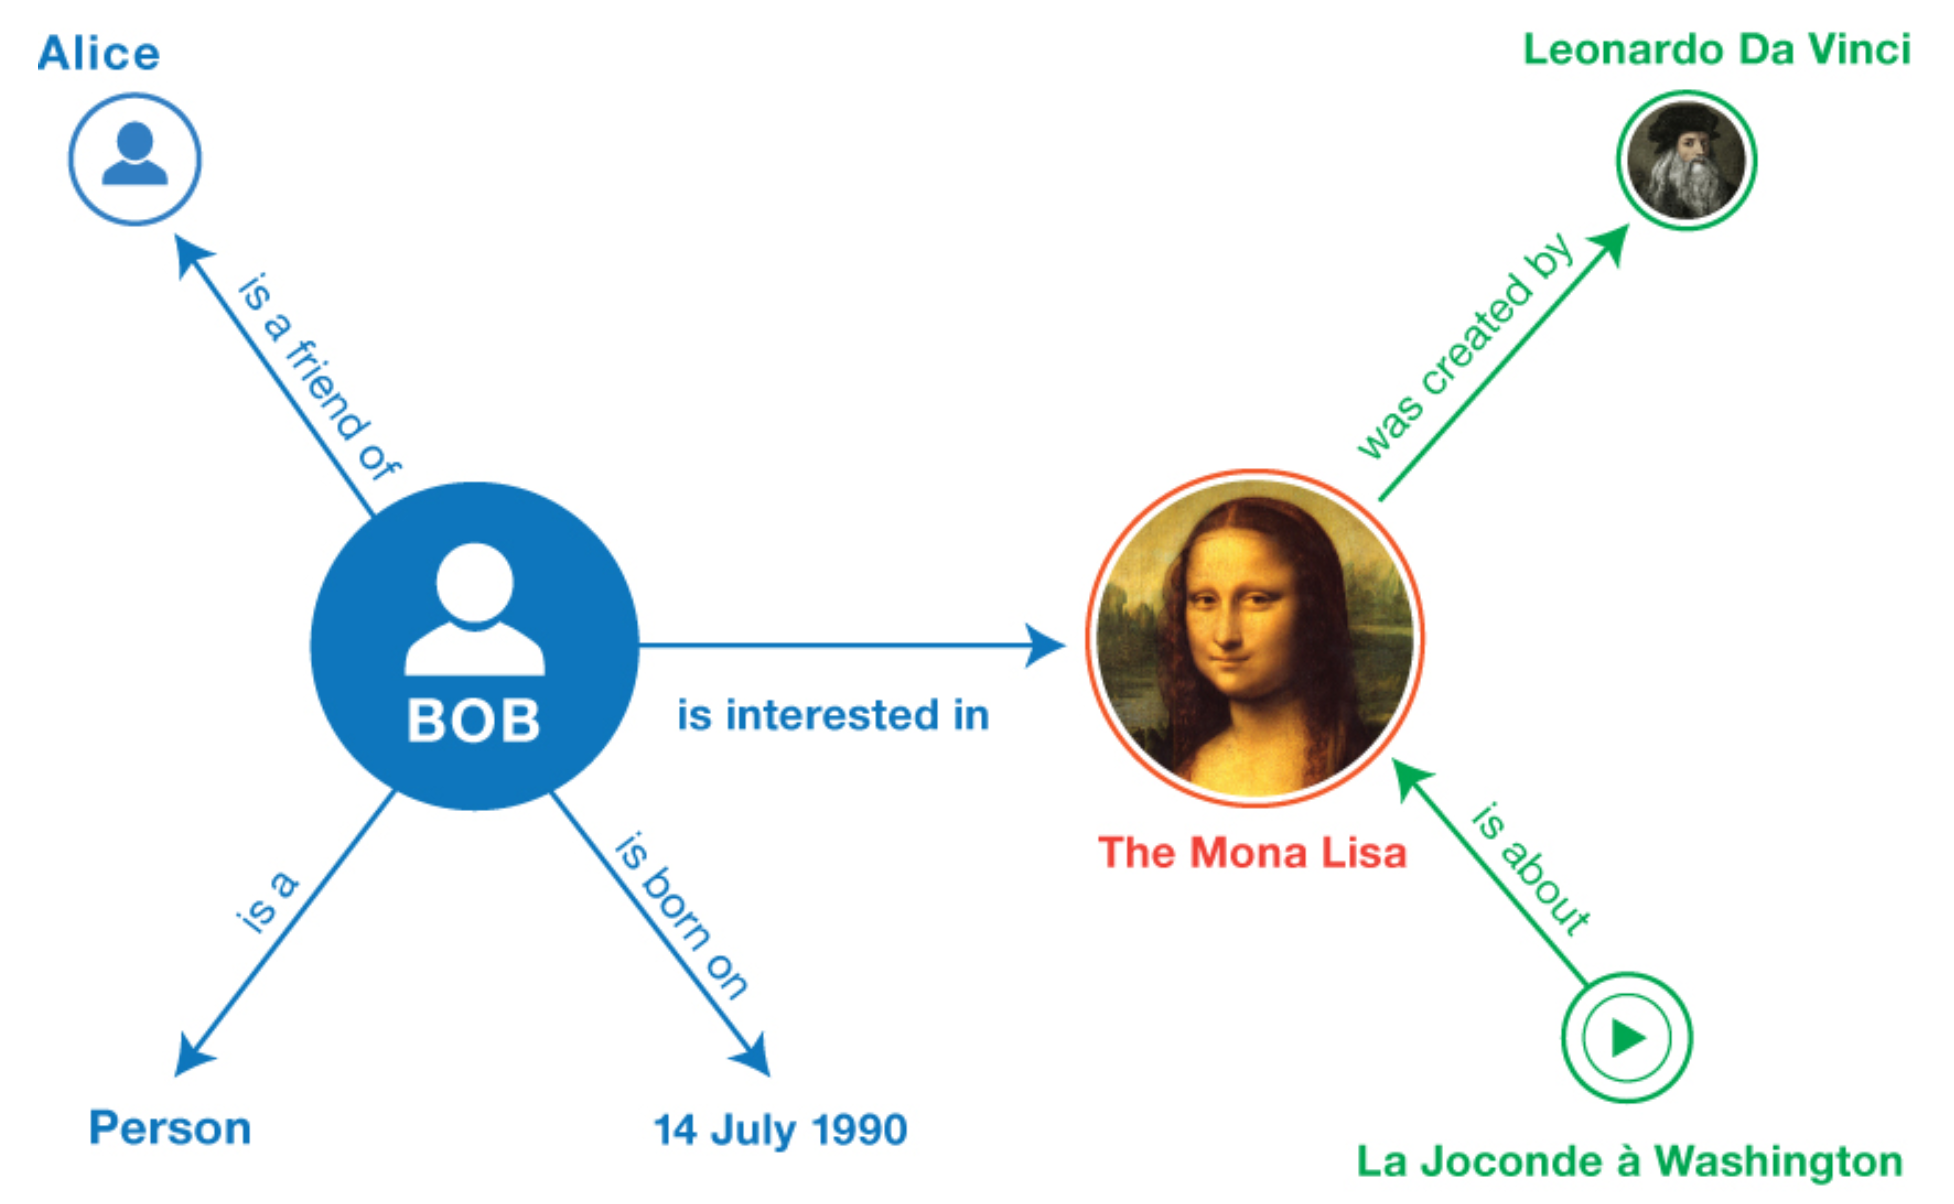 Alice
Leonardo Da Vinci
is a friend of
was created by
BOB
is interested in
The Mona Lisa
is a
is born on
is about
Person
14 July 1990
La Joconde à Washington